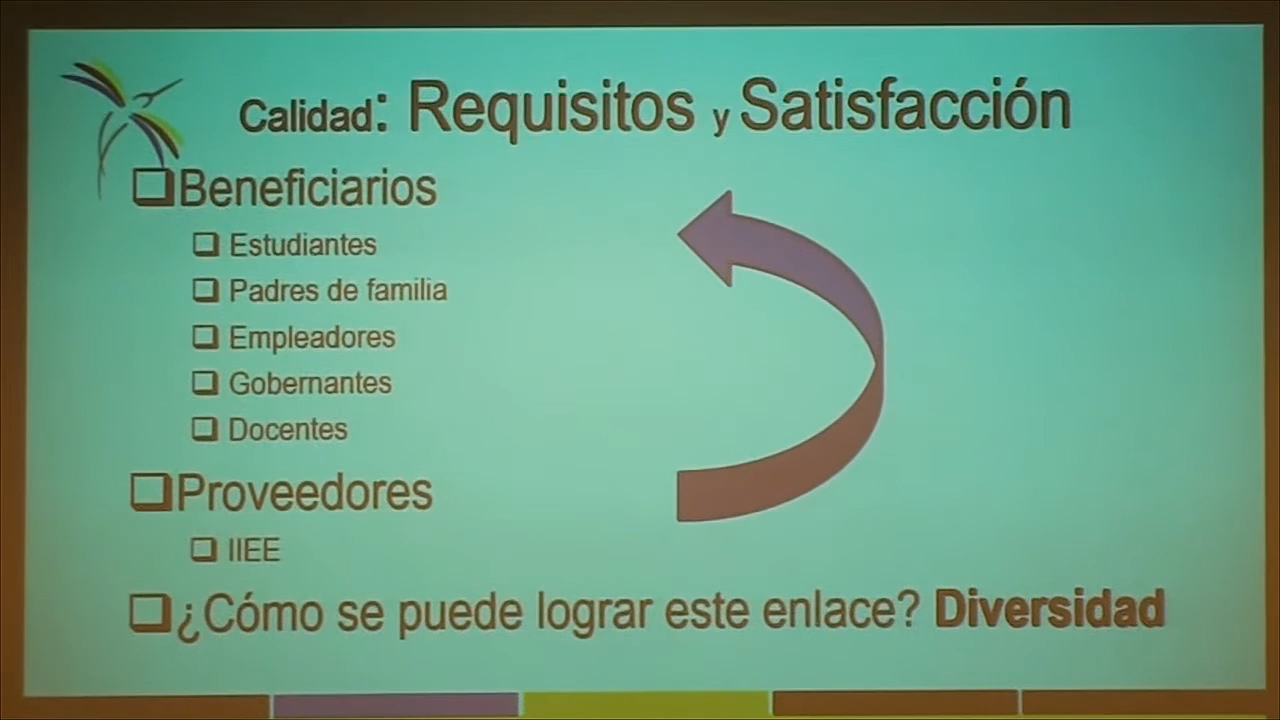 Calidad: Requisitos y Satisfacción
Beneficiarios
Estudiantes
Padres de familia
Empleadores
Gobernantes
Docentes
Proveedores
IIEE
¿Cómo se puede lograr este enlace? Diversidad